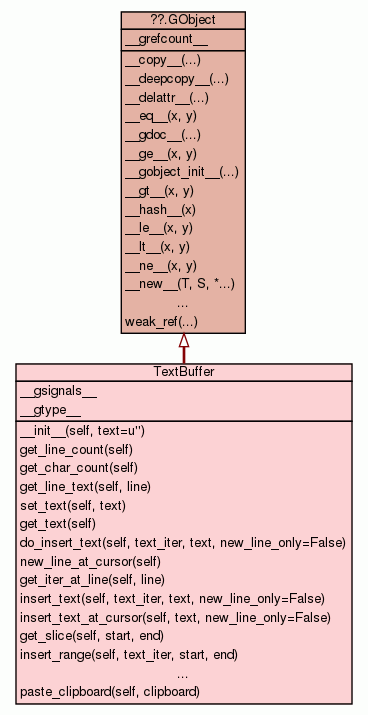 ??.GObject
__grefcount__
__copy__(...)
__deepcopy__(...)
__delattr__(...)
__eq__(x, y)
__gdoc__(...)
__ge__(x, y)
__gobject_init__(...)
__gt__(x, y)
__hash__(x)
__le__(x, y)
__lt__(x, y)
__ne__(x, y)
__new__(T, S, *...)
...
weak_ref(...)
TextBuffer
__gsignals__
__gtype__
__init__(self, text=u'')
get_line_count(self)
get_char_count(self)
get_line_text(self, line)
set_text(self, text)
get_text(self)
do_insert_text(self, text_iter, text, new_line_only=False)
new_line_at_cursor(self)
get_iter_at_line(self, line)
insert_text(self, text_iter, text, new_line_only=False)
insert_text_at_cursor(self, text, new_line_only=False)
get_slice(self, start, end)
insert_range(self, text_iter, start, end)
...
paste_clipboard(self, clipboard)